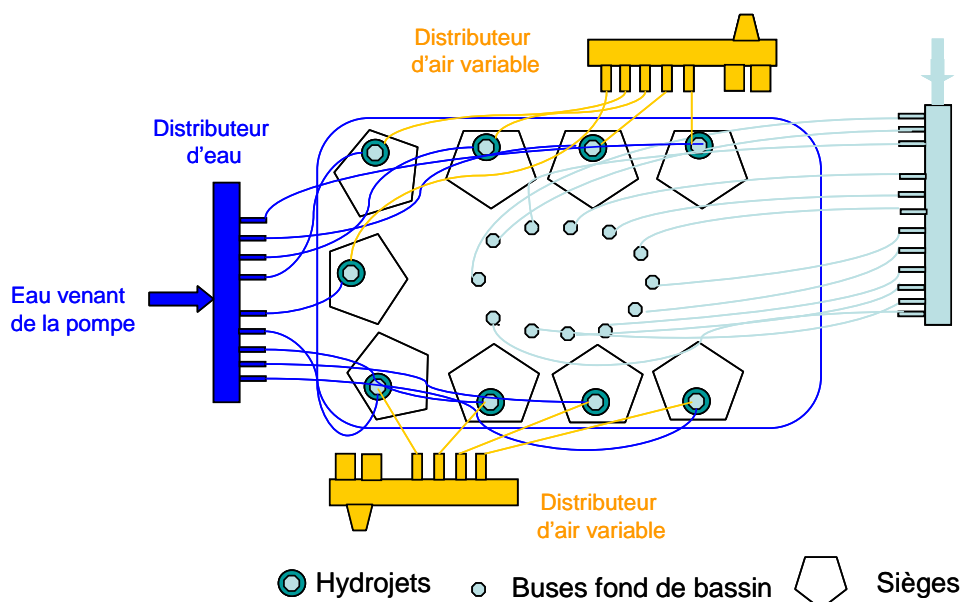 Distributeur
d'air variable
Distributeur
d'eau
Eau venant
de la pompe
Distributeur
d'air variable
Hydrojets
Buses fond de bassin
Sièges